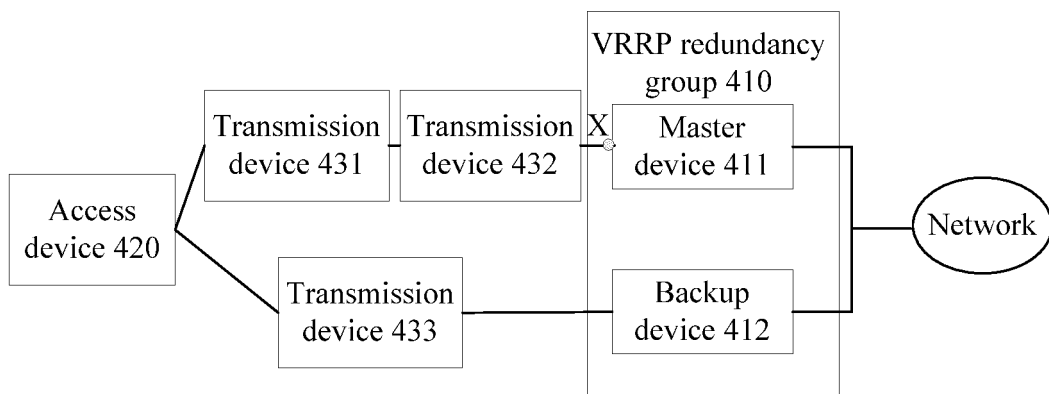 VRRP redundancy
group 410
Transmission
device 431
Transmission
device 432
X
Master
device 411
Access
device 420
Network
Transmission
device 433
Backup
device 412